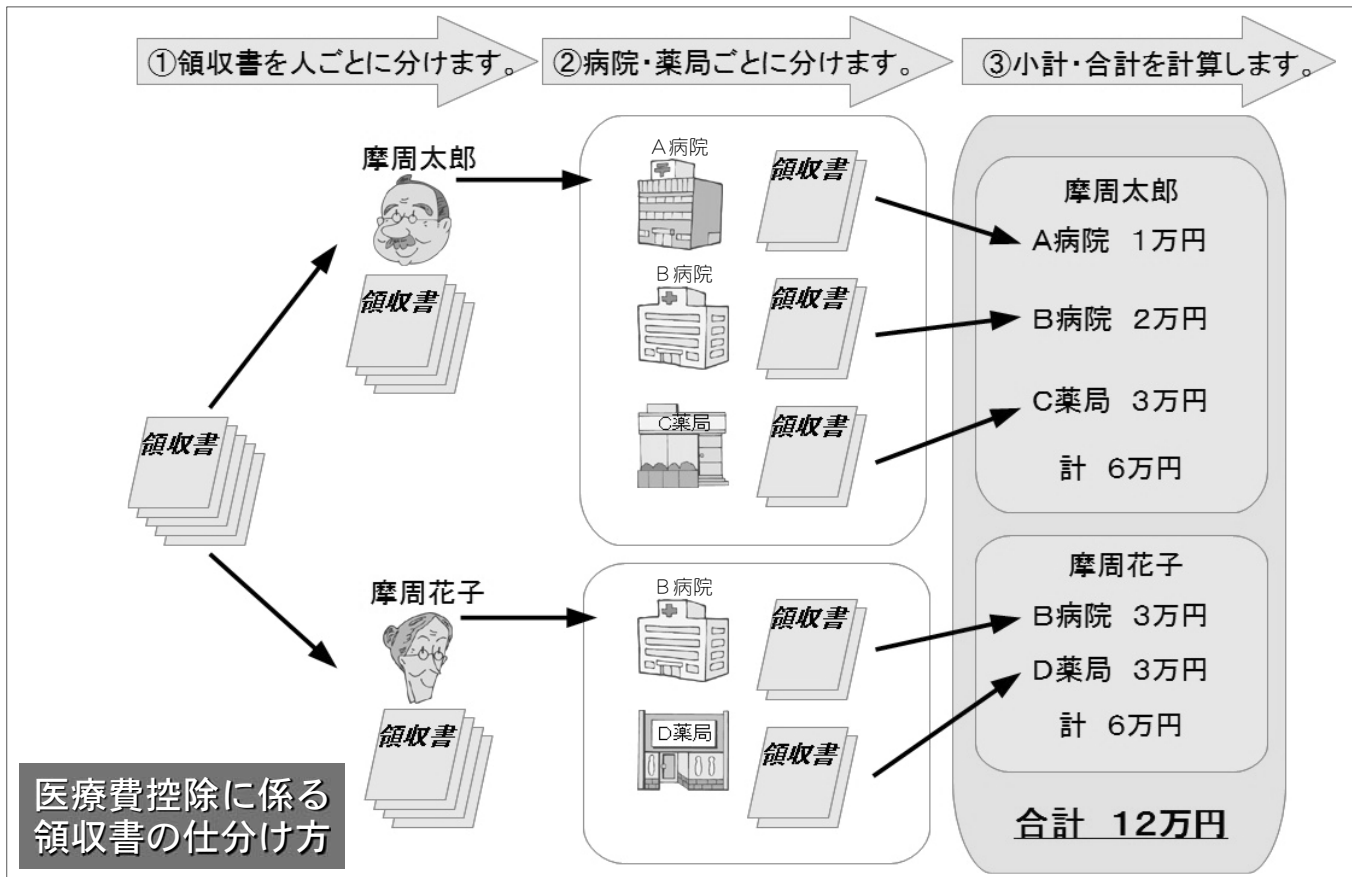 ①領収書を人ごとに分けます。
②病院・薬局ごとに分けます。
③小計・合計を計算します。
領収書
摩周太郎
領収書
A病院
領収書
B病院
領収書
C薬局
領収書
摩周太郎
A病院 1万円
B病院 2万円
C薬局 3万円
計 6万円
摩周花子
領収書
B病院
領収書
D薬局
領収書
摩周花子
B病院 3万円
D薬局 3万円
計 6万円
合計 12万円
医療費控除に係る
領収書の仕分け方